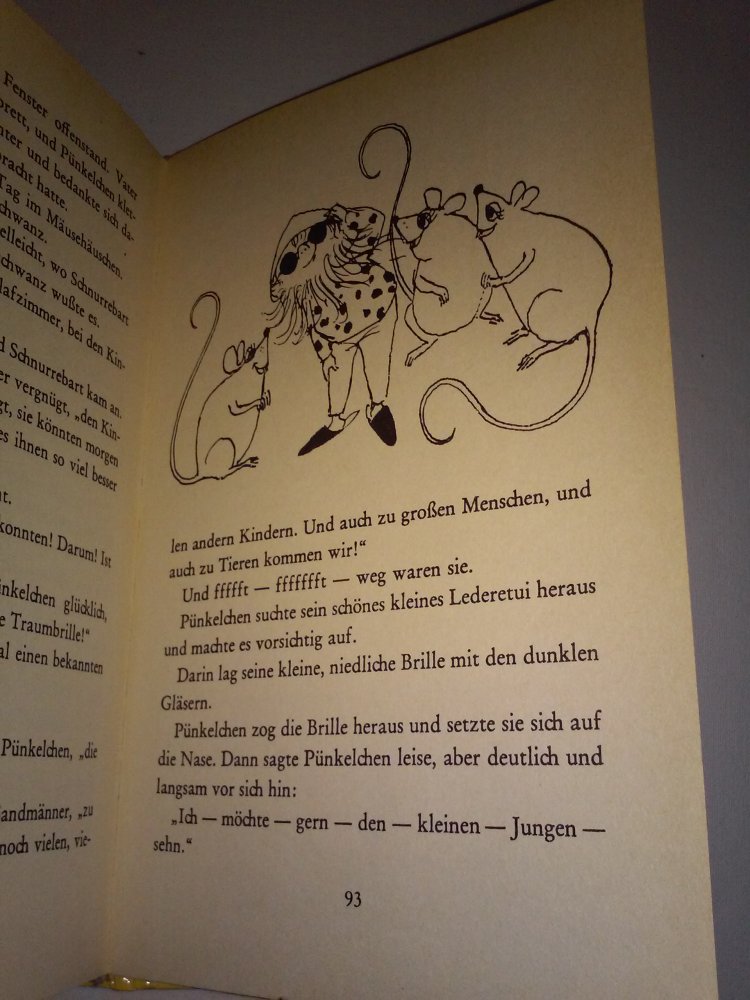 Fenster offenstand. Vater
brett, und Pünkelchen klet-
nter und bedankte sich da-
bracht hatte.
Tag im Mäusehäuschen.
chwanz.
elleicht, wo Schnurrebart
chwanz wußte es.
lafzimmer, bei den Kin-
d Schnurrebart kam an.
er vergnügt, „den Kin-
gt, sie könnten morgen
es ihnen so viel besser
t.
konnten! Darum! Ist
inkelchen glücklich,
e Traumbrille!“
al einen bekannten
Pünkelchen, „die
andmänner, „zu
noch vielen, vie-
len andern Kindern. Und auch zu großen Menschen, und
auch zu Tieren kommen wir!“
Und ffffft — ffffffft — weg waren sie.
Pünkelchen suchte sein schönes kleines Lederetui heraus
und machte es vorsichtig auf.
Darin lag seine kleine, niedliche Brille mit den dunklen
Gläsern.
Pünkelchen zog die Brille heraus und setzte sie sich auf
die Nase. Dann sagte Pünkelchen leise, aber deutlich und
langsam vor sich hin:
„Ich — möchte — gern — den — kleinen — Jungen —
sehn.“
93